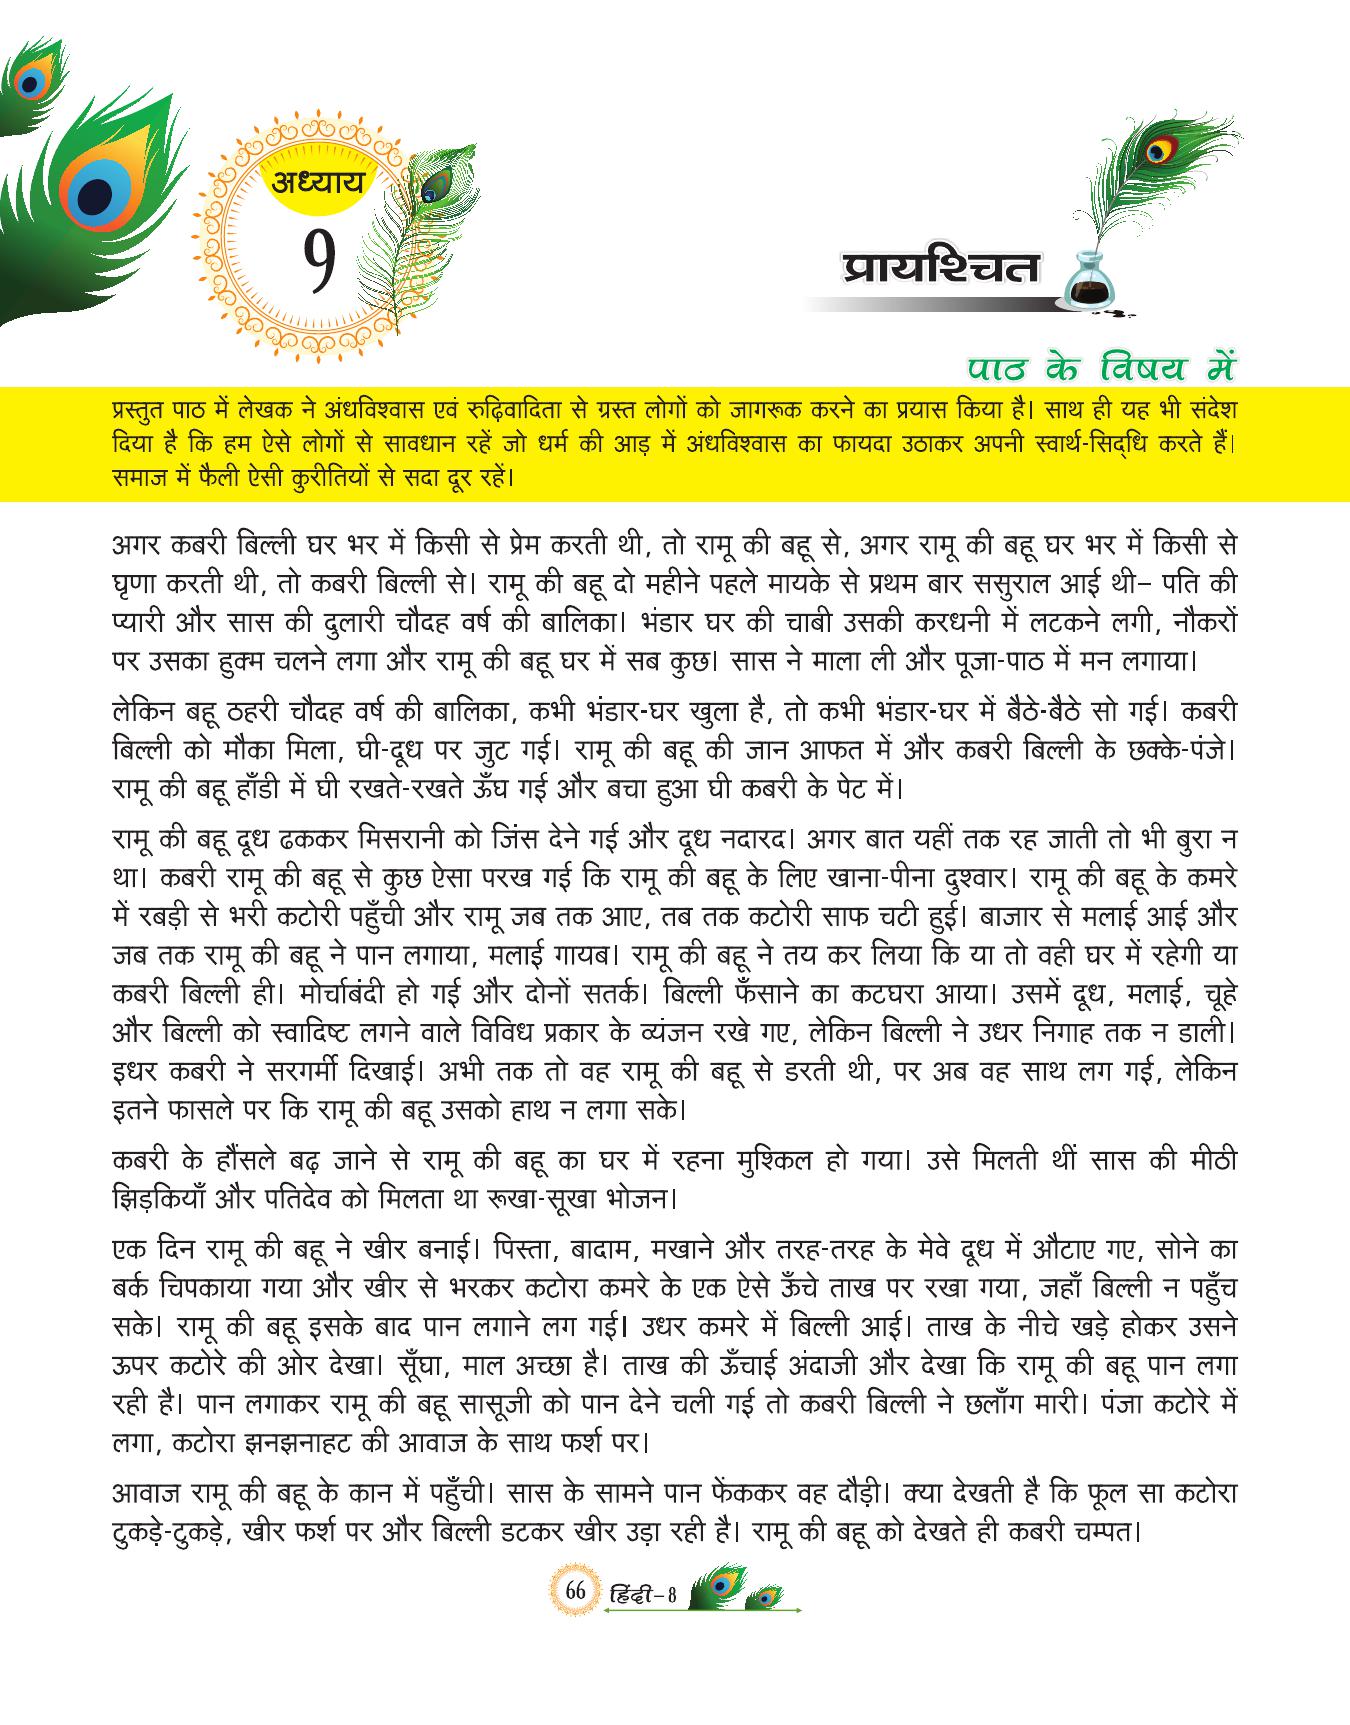 अध्याय
9
प्रायश्चित
पाठ के विषय में
प्रस्तुत पाठ में लेखक ने अंधविश्वास एवं रुढ़िवादिता से ग्रस्त लोगों को जागरूक करने का प्रयास किया है। साथ ही यह भी संदेश
दिया है कि हम ऐसे लोगों से सावधान रहें जो धर्म की आड़ में अंधविश्वास का फायदा उठाकर अपनी स्वार्थ-सिद्धि करते हैं।
समाज में फैली ऐसी कुरीतियों से सदा दूर रहें।
अगर कबरी बिल्ली घर भर में किसी से प्रेम करती थी, तो रामू की बहू से, अगर रामू की बहू घर भर में किसी से
घृणा करती थी, तो कबरी बिल्ली से। रामू की बहू दो महीने पहले मायके से प्रथम बार ससुराल आई थी– पति की
प्यारी और सास की दुलारी चौदह वर्ष की बालिका। भंडार घर की चाबी उसकी करधनी में लटकने लगी, नौकरों
पर उसका हुक्म चलने लगा और रामू की बहू घर में सब कुछ। सास ने माला ली और पूजा-पाठ में मन लगाया।
लेकिन बहू ठहरी चौदह वर्ष की बालिका, कभी भंडार-घर खुला है, तो कभी भंडार-घर में बैठे-बैठे सो गई। कबरी
बिल्ली को मौका मिला, घी-दूध पर जुट गई। रामू की बहू की जान आफत में और कबरी बिल्ली के छक्के-पंजे।
रामू की बहू हाँडी में घी रखते-रखते ऊँघ गई और बचा हुआ घी कबरी के पेट में।
रामू की बहू दूध ढककर मिसरानी को जिंस देने गई और दूध नदारद। अगर बात यहीं तक रह जाती तो भी बुरा न
था। कबरी रामू की बहू से कुछ ऐसा परख गई कि रामू की बहू के लिए खाना-पीना दुश्वार। रामू की बहू के कमरे
में रबड़ी से भरी कटोरी पहुँची और रामू जब तक आए, तब तक कटोरी साफ चटी हुई। बाजार से मलाई आई और
जब तक रामू की बहू ने पान लगाया, मलाई गायब। रामू की बहू ने तय कर लिया कि या तो वही घर में रहेगी या
कबरी बिल्ली ही। मोर्चाबंदी हो गई और दोनों सतर्क। बिल्ली फँसाने का कटघरा आया। उसमें दूध, मलाई, चूहे
और बिल्ली को स्वादिष्ट लगने वाले विविध प्रकार के व्यंजन रखे गए, लेकिन बिल्ली ने उधर निगाह तक न डाली।
इधर कबरी ने सरगर्मी दिखाई। अभी तक तो वह रामू की बहू से डरती थी, पर अब वह साथ लग गई, लेकिन
इतने फासले पर कि रामू की बहू उसको हाथ न लगा सके।
कबरी के हौंसले बढ़ जाने से रामू की बहू का घर में रहना मुश्किल हो गया। उसे मिलती थीं सास की मीठी
झिड़कियाँ और पतिदेव को मिलता था रूखा-सूखा भोजन।
एक दिन रामू की बहू ने खीर बनाई। पिस्ता, बादाम, मखाने और तरह-तरह के मेवे दूध में औटाए गए, सोने का
बर्क चिपकाया गया और खीर से भरकर कटोरा कमरे के एक ऐसे ऊँचे ताख पर रखा गया, जहाँ बिल्ली न पहुँच
सके। रामू की बहू इसके बाद पान लगाने लग गई। उधर कमरे में बिल्ली आई। ताख के नीचे खड़े होकर उसने
ऊपर कटोरे की ओर देखा। सूँघा, माल अच्छा है। ताख की ऊँचाई अंदाजी और देखा कि रामू की बहू पान लगा
रही है। पान लगाकर रामू की बहू सासूजी को पान देने चली गई तो कबरी बिल्ली ने छलाँग मारी। पंजा कटोरे में
लगा, कटोरा झनझनाहट की आवाज के साथ फर्श पर।
आवाज रामू की बहू के कान में पहुँची। सास के सामने पान फेंककर वह दौड़ी। क्या देखती है कि फूल सा कटोरा
टुकड़े-टुकड़े, खीर फर्श पर और बिल्ली डटकर खीर उड़ा रही है। रामू की बहू को देखते ही कबरी चम्पत।
66 हिंदी–8